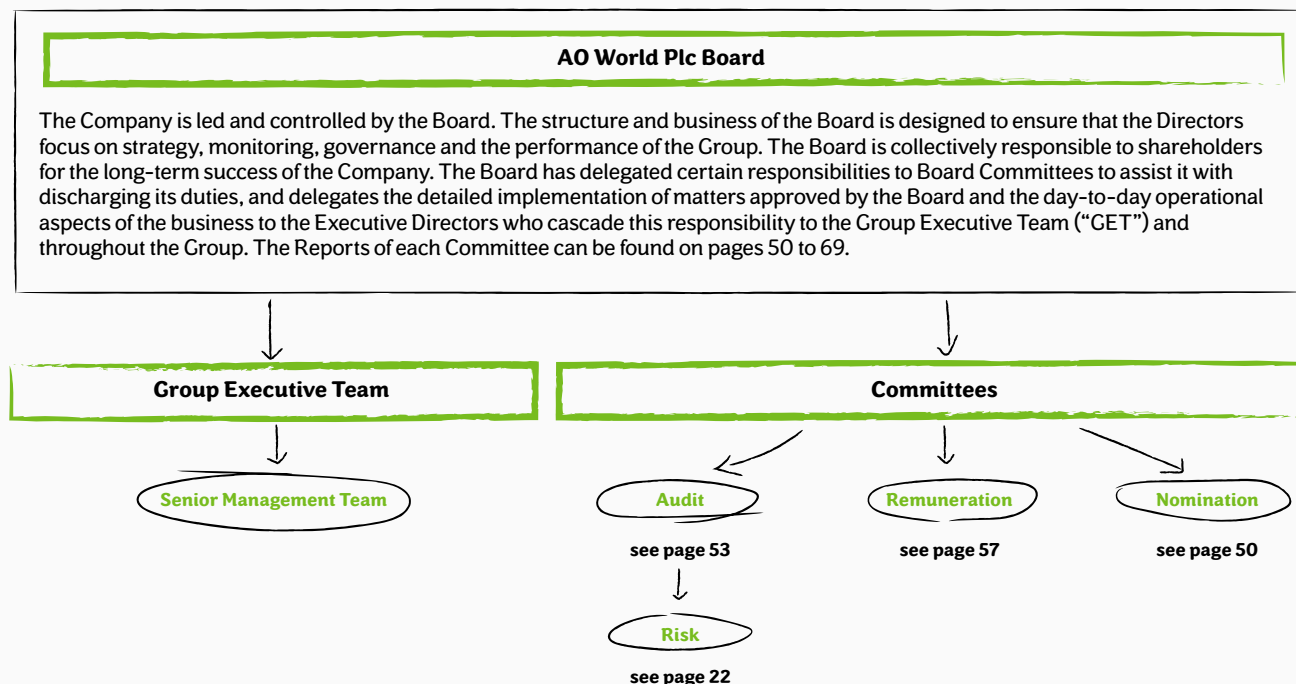 AO World Plc Board
The Company is led and controlled by the Board. The structure and business of the Board is designed to ensure that the Directors
focus on strategy, monitoring, governance and the performance of the Group. The Board is collectively responsible to shareholders
for the long-term success of the Company. The Board has delegated certain responsibilities to Board Committees to assist it with
discharging its duties, and delegates the detailed implementation of matters approved by the Board and the day-to-day operational
aspects of the business to the Executive Directors who cascade this responsibility to the Group Executive Team (“GET”) and
throughout the Group. The Reports of each Committee can be found on pages 50 to 69.
Group Executive Team
Senior Management Team
Committees
Audit
see page 53
Risk
see page 22
Remuneration
see page 57
Nomination
see page 50